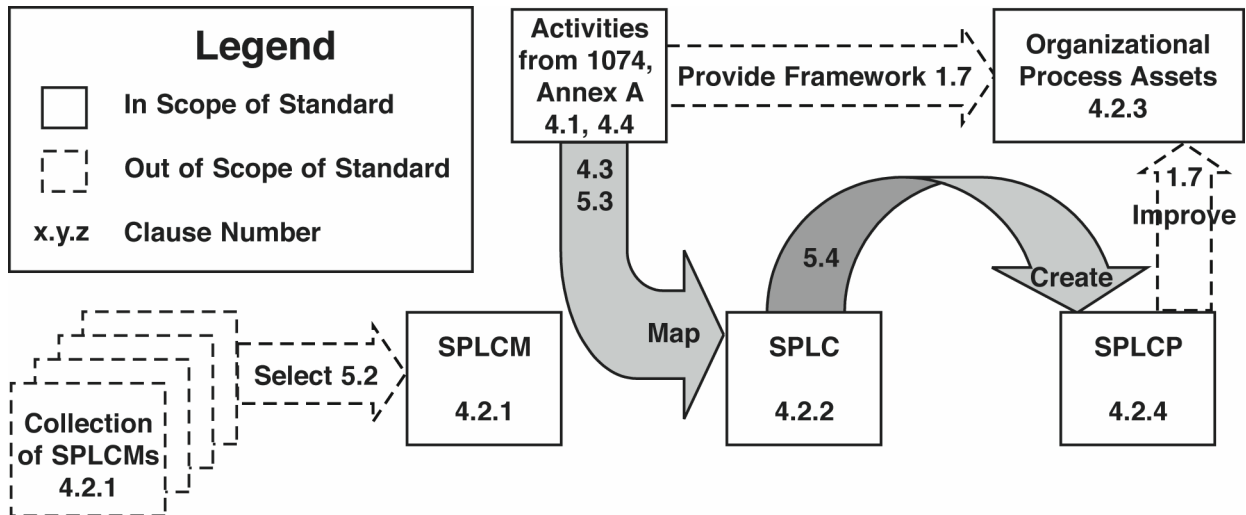 Legend
In Scope of Standard
Out of Scope of Standard
x.y.z Clause Number
Activities
from 1074,
Annex A
4.1, 4.4
Provide Framework 1.7
Organizational
Process Assets
4.2.3
4.3
5.3
Map
5.4
Create
1.7
Improve
Collection
of SPLCMs
4.2.1
Select 5.2
SPLCM
4.2.1
SPLC
4.2.2
SPLCP
4.2.4